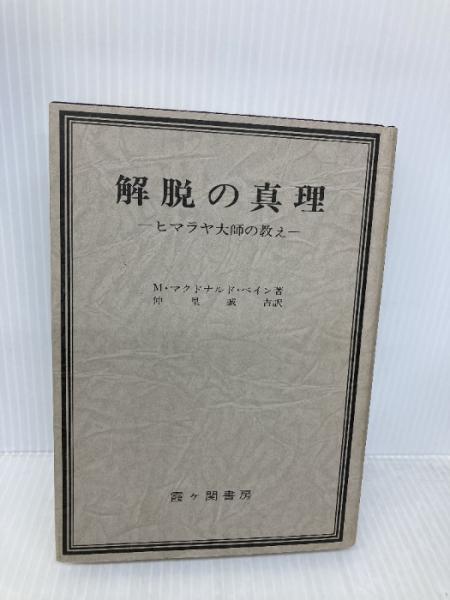 解脱の真理
―ヒマラヤ大師の教え―
M・マクドナルド・ベイン著
仲里誠吉訳
霞ケ関書房